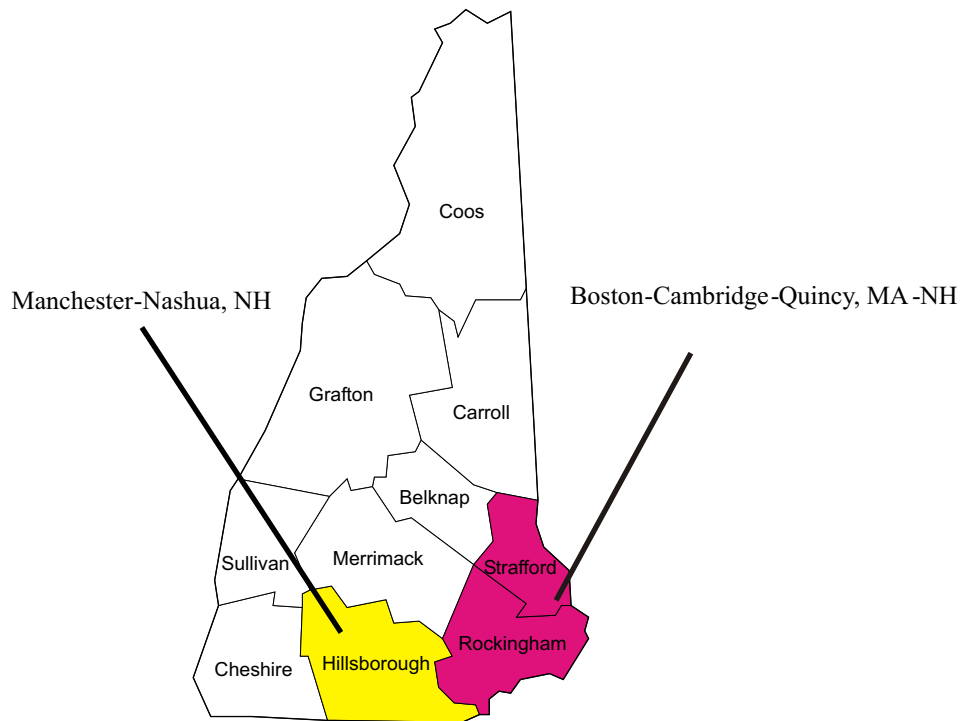 Coos
Manchester-Nashua, NH
Boston-Cambridge-Quincy, MA-NH
Grafton
Carroll
Belknap
Sullivan
Merrimack
Strafford
Rockingham
Cheshire
Hillsborough